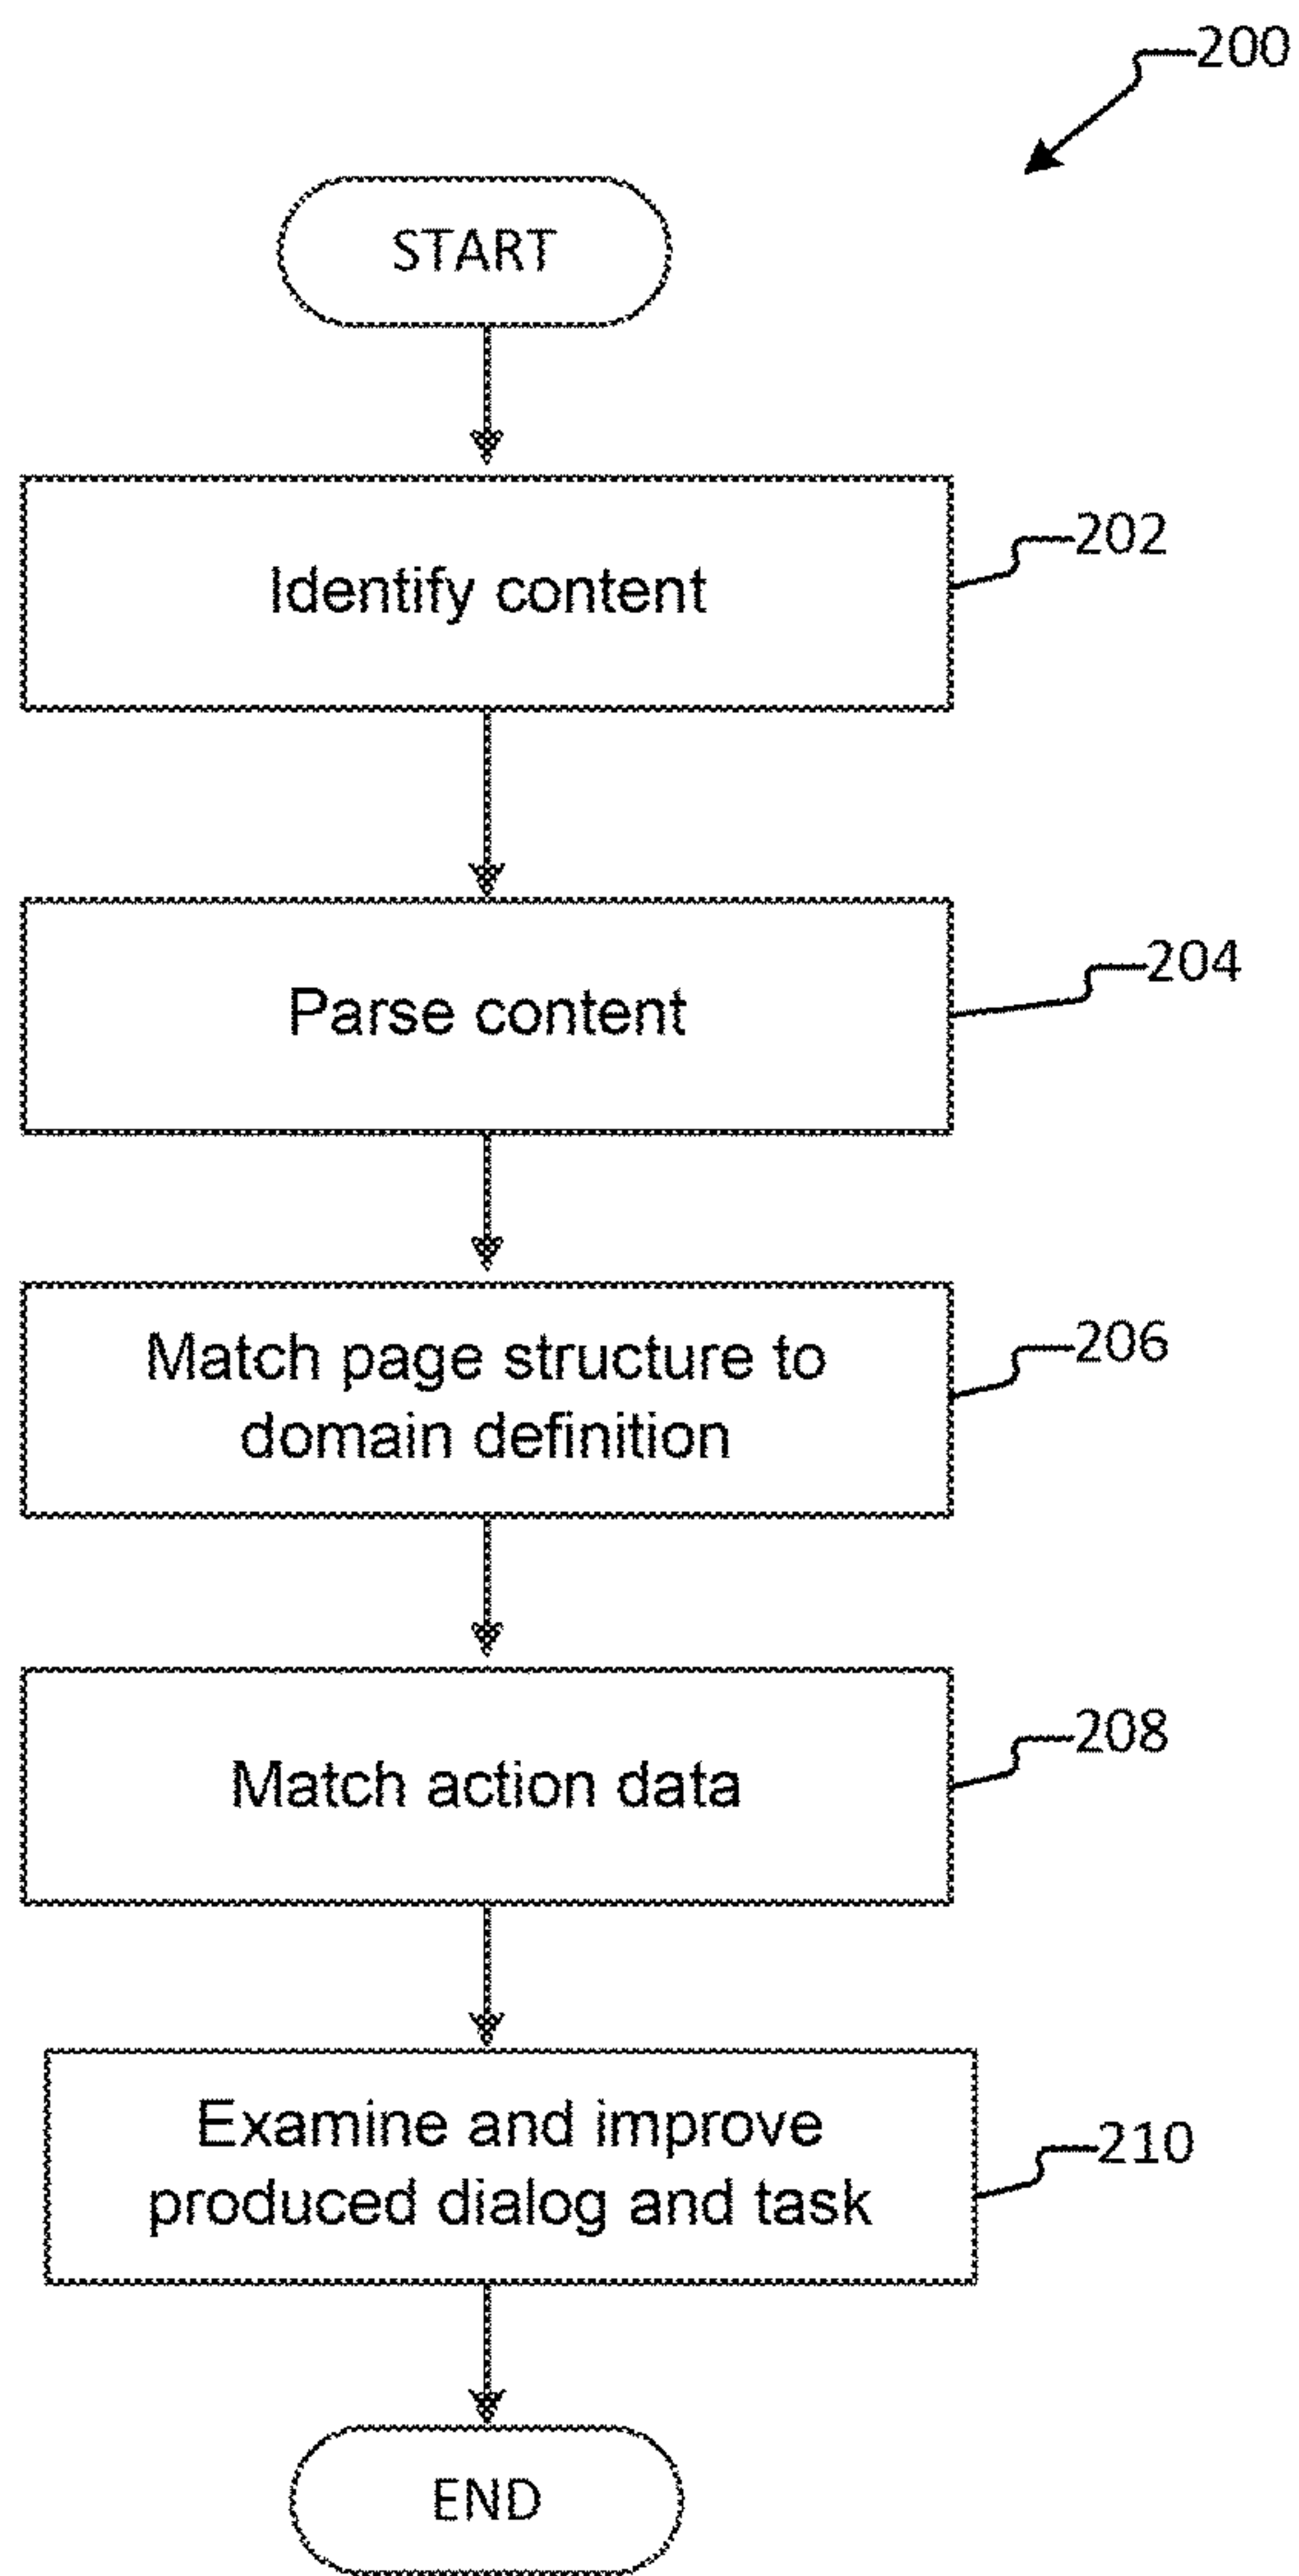 200
START
Identify content
202
Parse content
204
Match page structure to
domain definition
206
Match action data
208
Examine and improve
produced dialog and task
210
END